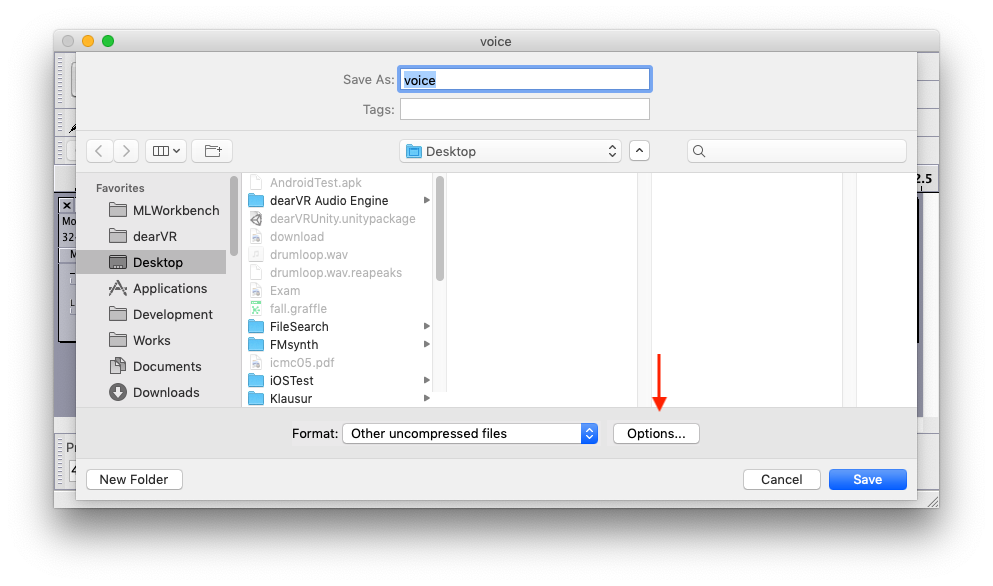 voice
Save As: voice
Tags:
Desktop
2.5
Favorites
MLWorkbench
dearVR
Desktop
Applications
Development
Works
Documents
Downloads
AndroidTest.apk
dearVR Audio Engine
dearVRUnity.unitypackage
download
drumloop.wav
drumloop.wav.reapeaks
Exam
fall.graffle
FileSearch
FMsynth
icmc05.pdf
iOSTest
Klausur
Mo
32-
M
L
Format: Other uncompressed files
Options...
Pr
4
New Folder
Cancel
Save